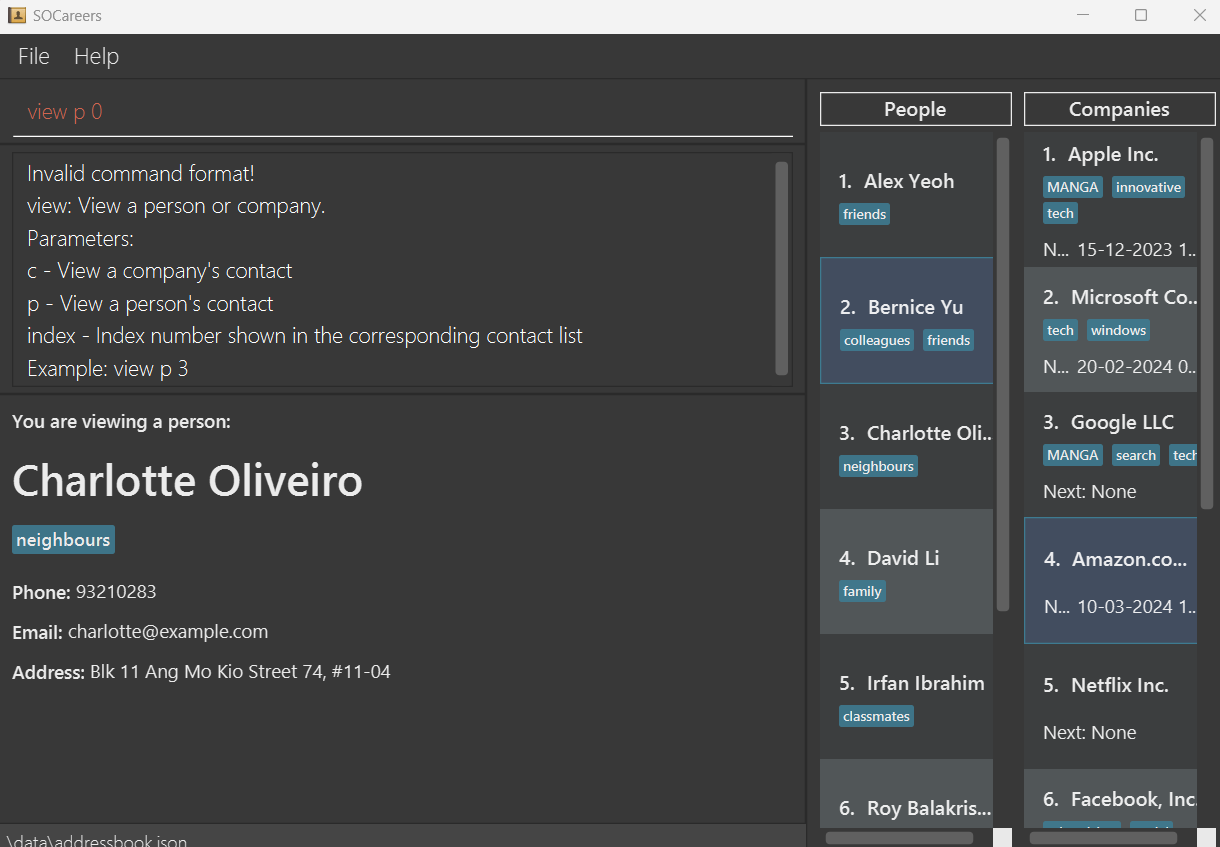 SOCareers
File Help
view p 0
Invalid command format!
view: View a person or company.
Parameters:
c - View a company's contact
p - View a person's contact
index - Index number shown in the corresponding contact list
Example: view p 3
You are viewing a person:
Charlotte Oliveiro
neighbours
Phone: 93210283
Email: charlotte@example.com
Address: Blk 11 Ang Mo Kio Street 74, #11-04
\data\addressbook.json
People
1. Alex Yeoh
friends
2. Bernice Yu
colleagues friends
3. Charlotte Oli..
neighbours
4. David Li
family
5. Irfan Ibrahim
classmates
6. Roy Balakris...
Companies
1. Apple Inc.
MANGA innovative
tech
N... 15-12-2023 1..
2. Microsoft Co..
tech windows
N... 20-02-2024 0..
3. Google LLC
MANGA search tech
Next: None
4. Amazon.co...
N... 10-03-2024 1..
5. Netflix Inc.
Next: None
6. Facebook, Inc